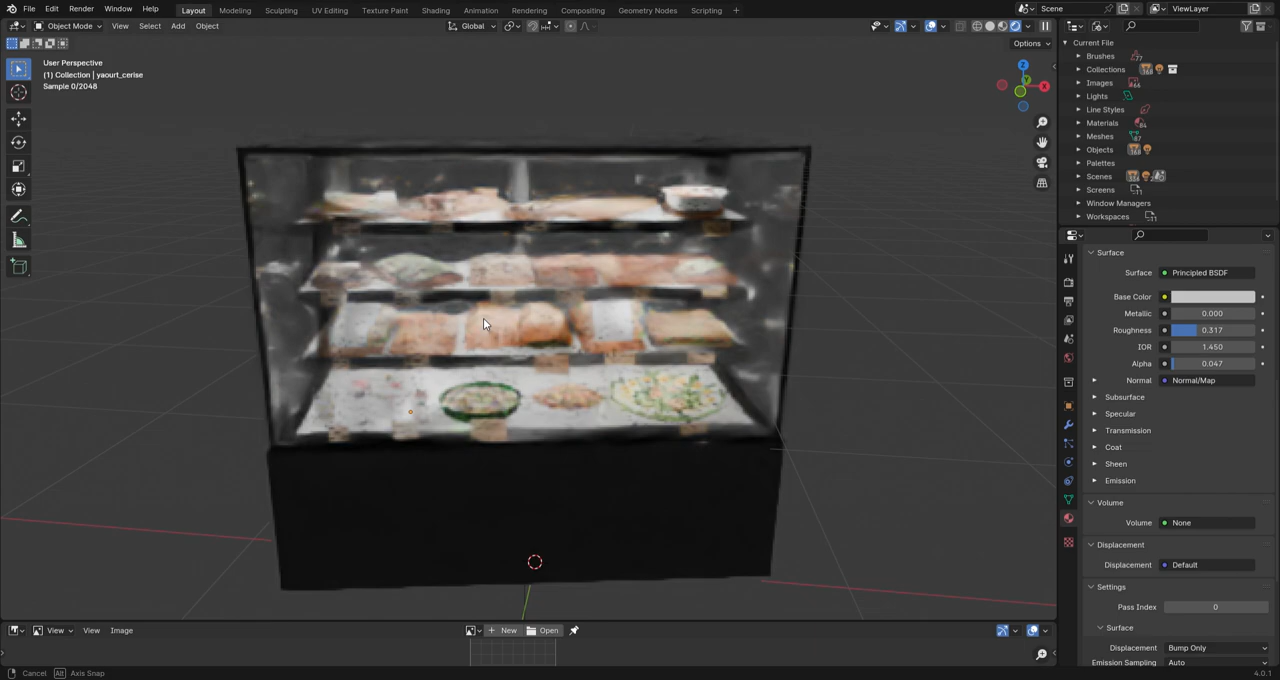 File Edit Render Window Help Layout Modeling Sculpting UV Editing Texture Paint Shading Animation Rendering Compositing Geometry Nodes Scripting + Scene ViewLayer
Object Mode View Select Add Object Global
Options
User Perspective
(1) Collection | yaourt_cerise
Sample 0/2048
Z
Y
X
Current File
Brushes
Collections
Images
Lights
Line Styles
Materials
Meshes
Objects
Palettes
Scenes
Screens
Window Managers
Workspaces
Surface
Surface Principled BSDF
Base Color
Metallic 0.000
Roughness 0.317
IOR 1.450
Alpha 0.047
Normal Normal/Map
Subsurface
Specular
Transmission
Coat
Sheen
Emission
Volume
Volume None
Displacement
Displacement Default
Settings
Pass Index 0
Surface
Displacement Bump Only
Emission Sampling Auto
View View Image New Open
Cancel Alt Axis Snap 4.0.1